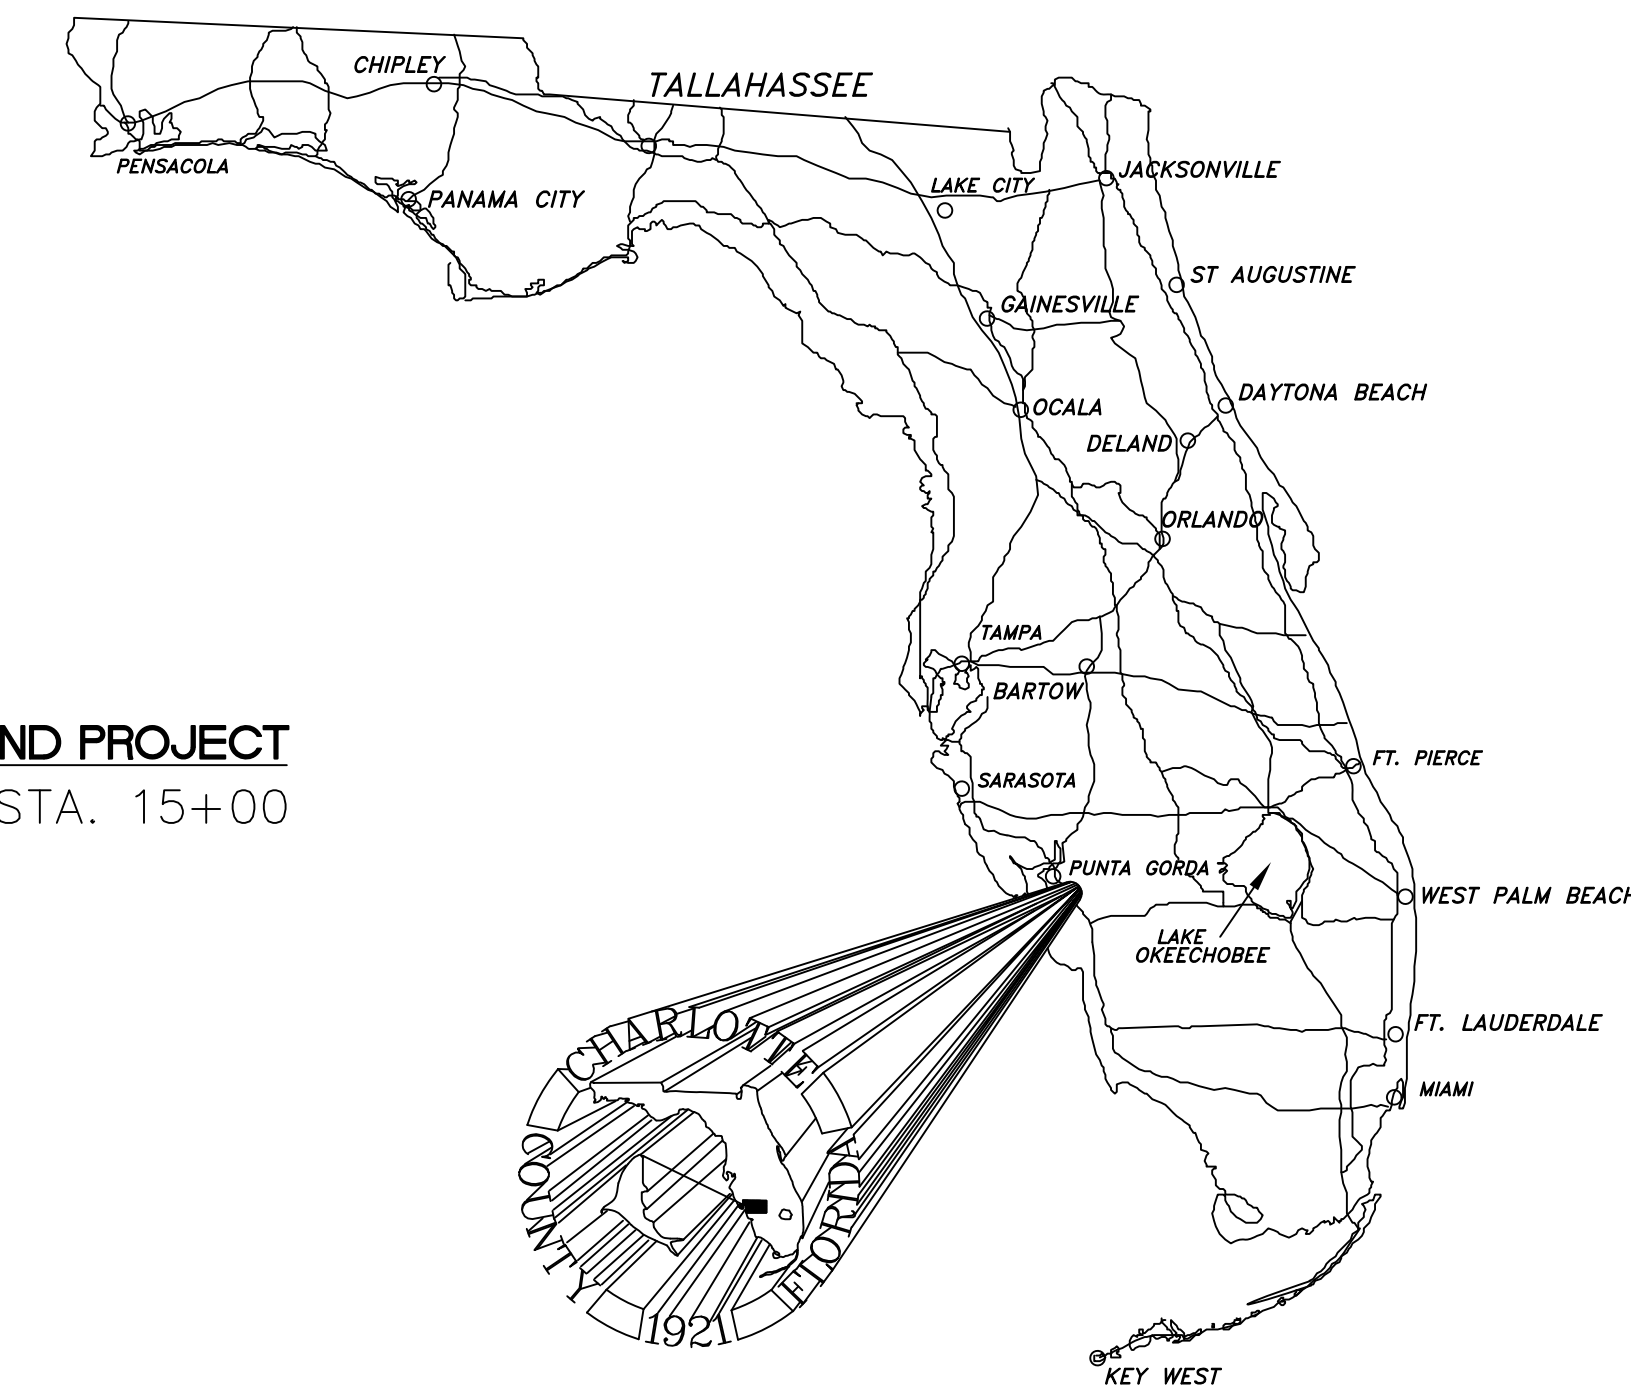 CHIPLEY
TALLAHASSEE
PENSACOLA
PANAMA CITY
LAKE CITY
JACKSONVILLE
ST AUGUSTINE
GAINESVILLE
DAYTONA BEACH
OCALA
DELAND
ORLANDO
TAMPA
BARTOW
ND PROJECT
STA. 15+00
FT. PIERCE
SARASOTA
PUNTA GORDA
WEST PALM BEACH
LAKE
OKEECHOBEE
FT. LAUDERDALE
MIAMI
CHARLOTTE
COUNTY
FLORIDA
1921
KEY WEST